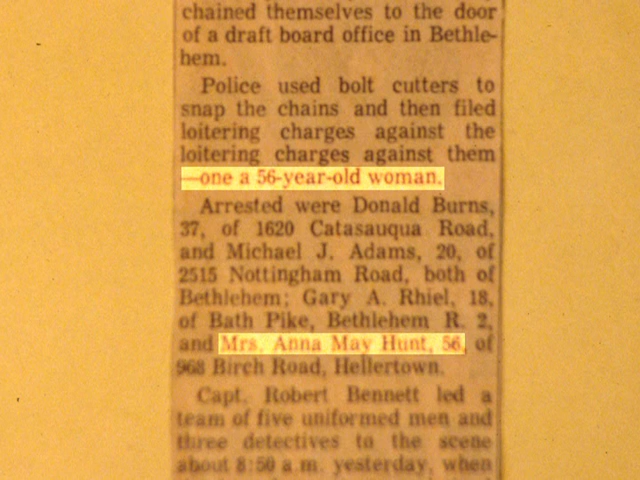 chained themselves to the door
of a draft board office in Bethle-
hem.
Police used bolt cutters to
snap the chains and then filed
loitering charges against the
loitering charges against them
—one a 56-year-old woman.
Arrested were Donald Burns,
37, of 1620 Catasauqua Road,
and Michael J. Adams, 20, of
2515 Nottingham Road, both of
Bethlehem; Gary A. Rhiel, 18,
of Bath Pike, Bethlehem R. 2,
and Mrs. Anna May Hunt, 56, of
968 Birch Road, Hellertown.
Capt. Robert Bennett led a
team of five uniformed men and
three detectives to the scene
about 8:50 a.m. yesterday, when